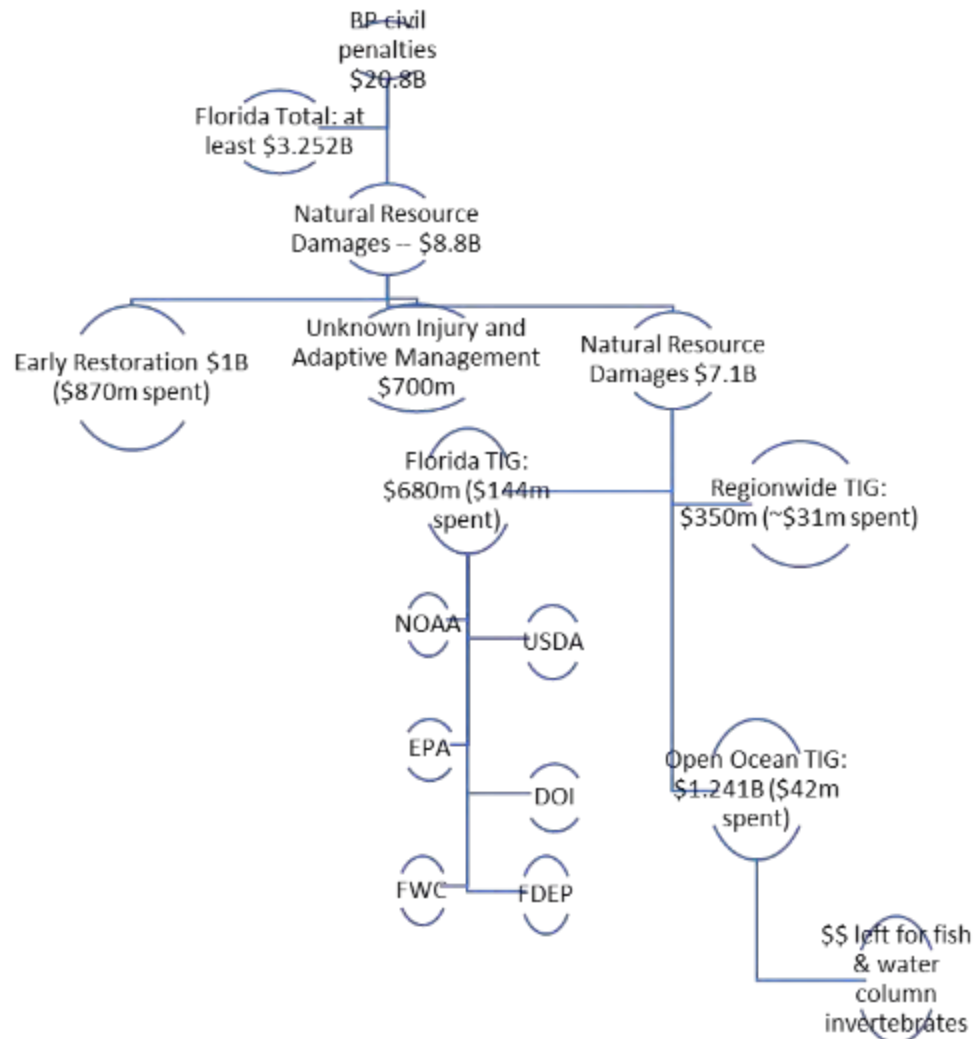 BP civil
penalties
$20.8B
Florida Total: at
least $3.252B
Natural Resource
Damages -- $8.8B
Early Restoration $1B
($870m spent)
Unknown Injury and
Adaptive Management
$700m
Natural Resource
Damages $7.1B
Florida TIG:
$680m ($144m
spent)
Regionwide TIG:
$350m (~$31m spent)
NOAA
USDA
EPA
DOI
FWC
FDEP
Open Ocean TIG:
$1.241B ($42m
spent)
$$ left for fish
& water
column
invertebrates